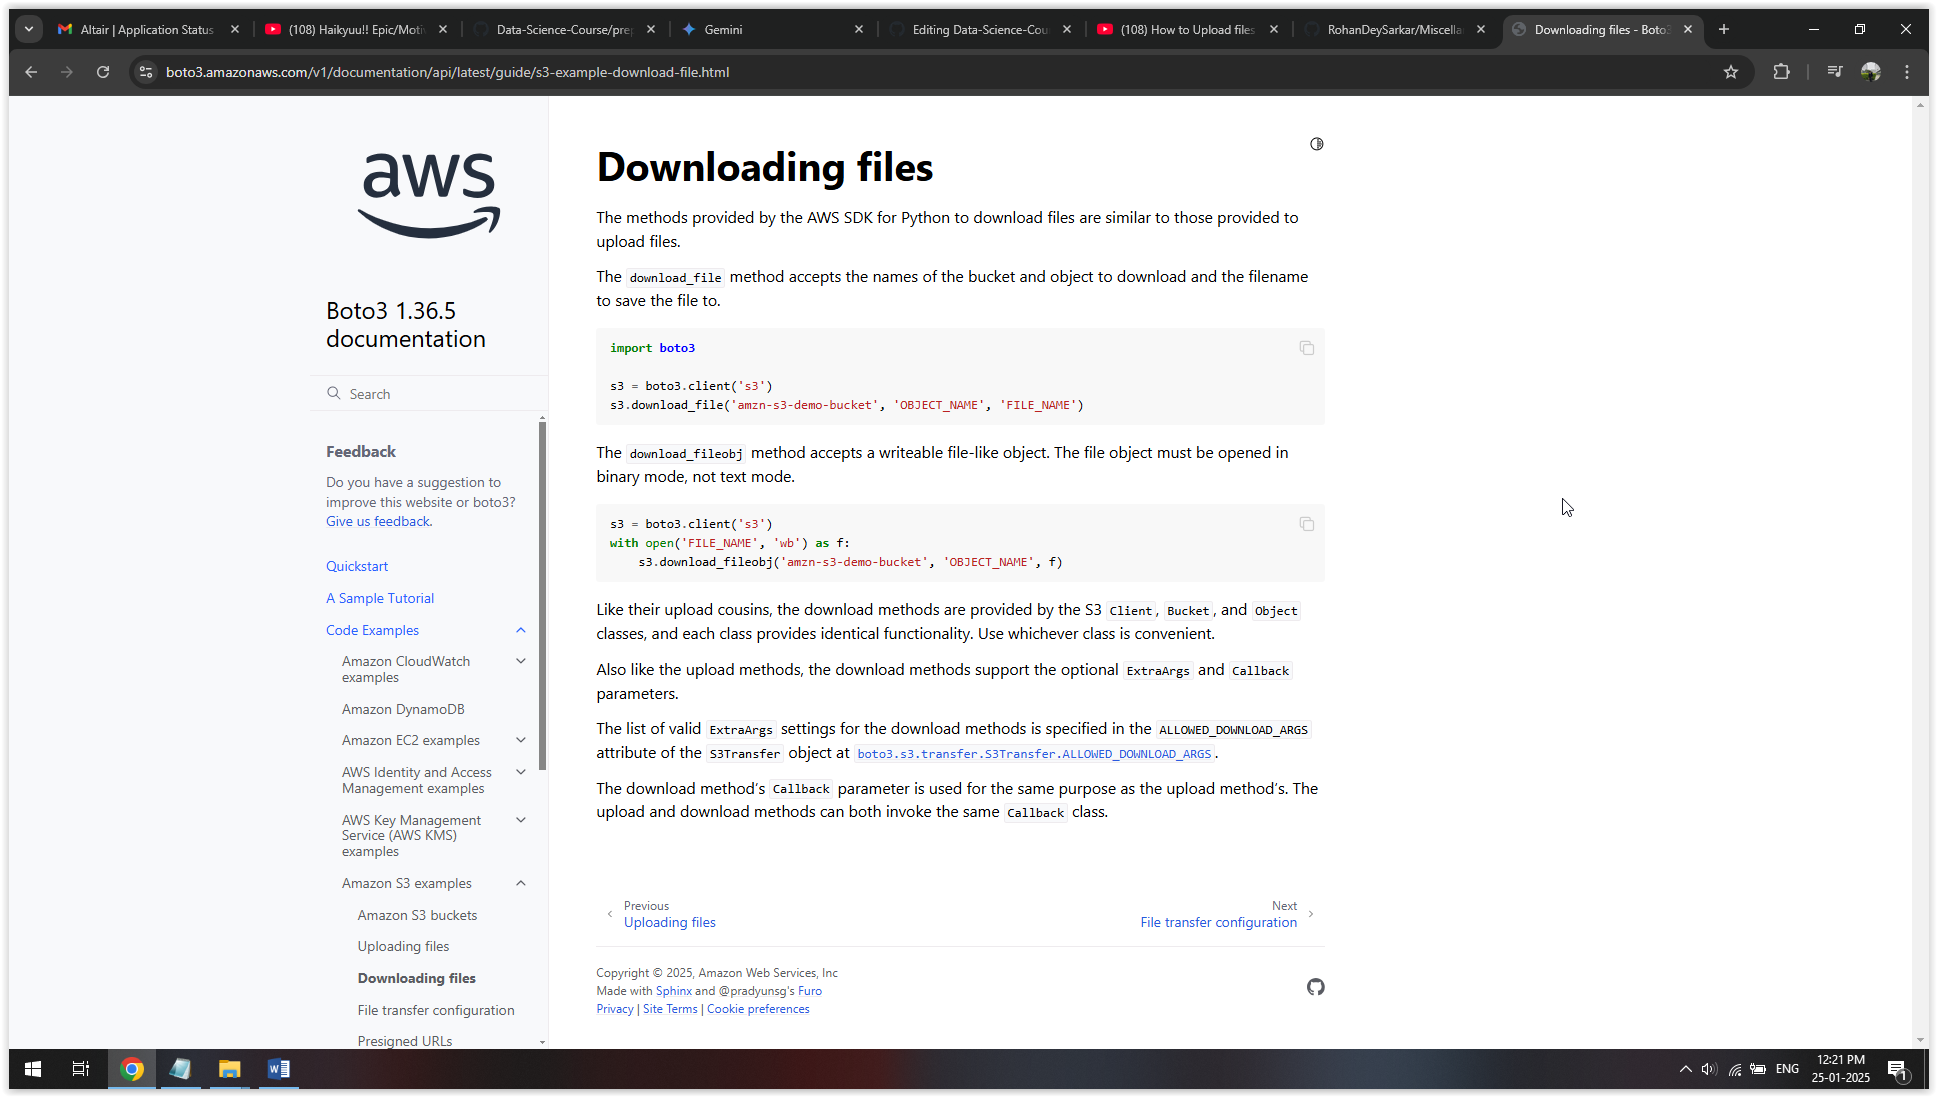 Altair | Application Status
(108) Haikyuu!! Epic/Moti
Data-Science-Course/prep
Gemini
Editing Data-Science-Cou
(108) How to Upload files
RohanDeySarkar/Miscella
Downloading files - Boto3
boto3.amazonaws.com/v1/documentation/api/latest/guide/s3-example-download-file.html
aws
Boto3 1.36.5
documentation
Search
Feedback
Do you have a suggestion to
improve this website or boto3?
Give us feedback.
Quickstart
A Sample Tutorial
Code Examples
Amazon CloudWatch
examples
Amazon DynamoDB
Amazon EC2 examples
AWS Identity and Access
Management examples
AWS Key Management
Service (AWS KMS)
examples
Amazon S3 examples
Amazon S3 buckets
Uploading files
Downloading files
File transfer configuration
Presigned URLs
Downloading files
The methods provided by the AWS SDK for Python to download files are similar to those provided to
upload files.
The download_file method accepts the names of the bucket and object to download and the filename
to save the file to.
import boto3
s3 = boto3.client('s3')
s3.download_file('amzn-s3-demo-bucket', 'OBJECT_NAME', 'FILE_NAME')
The download_fileobj method accepts a writeable file-like object. The file object must be opened in
binary mode, not text mode.
s3 = boto3.client('s3')
with open('FILE_NAME', 'wb') as f:
    s3.download_fileobj('amzn-s3-demo-bucket', 'OBJECT_NAME', f)
Like their upload cousins, the download methods are provided by the S3 Client, Bucket, and Object
classes, and each class provides identical functionality. Use whichever class is convenient.
Also like the upload methods, the download methods support the optional ExtraArgs and Callback
parameters.
The list of valid ExtraArgs settings for the download methods is specified in the ALLOWED_DOWNLOAD_ARGS
attribute of the S3Transfer object at boto3.s3.transfer.S3Transfer.ALLOWED_DOWNLOAD_ARGS.
The download method's Callback parameter is used for the same purpose as the upload method's. The
upload and download methods can both invoke the same Callback class.
Previous
Uploading files
Next
File transfer configuration
Copyright © 2025, Amazon Web Services, Inc
Made with Sphinx and @pradyunsg's Furo
Privacy | Site Terms | Cookie preferences
ENG
12:21 PM
25-01-2025
1